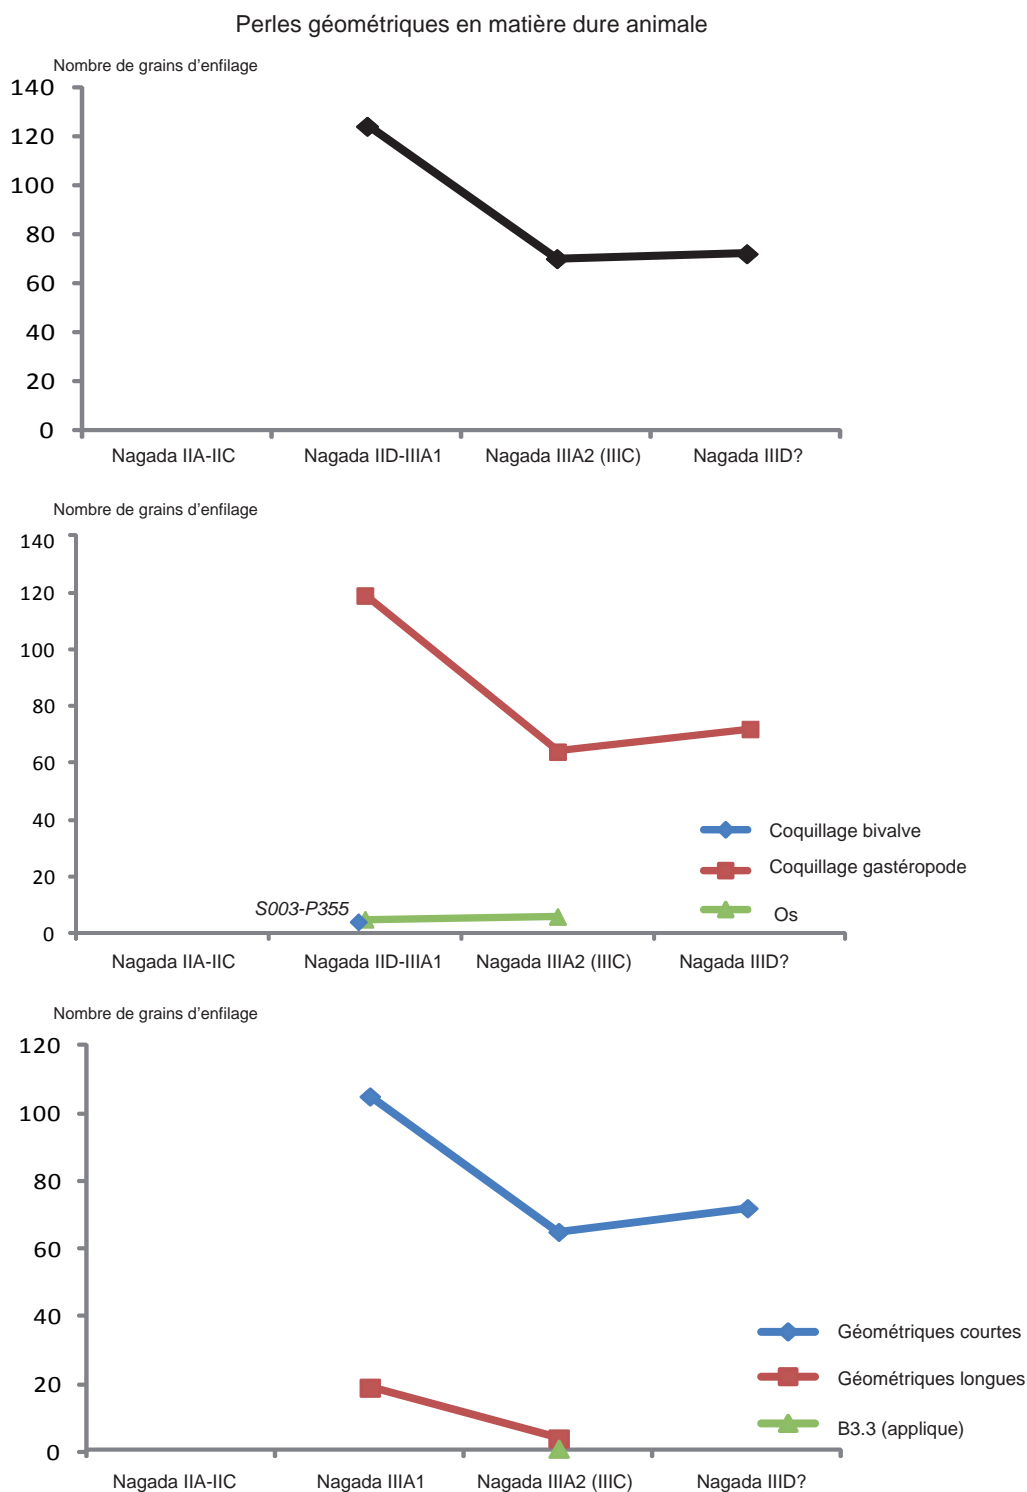 Perles géométriques en matière dure animale
Nombre de grains d’enfilage
140
120
100
80
60
40
20
0
Nagada IIA-IIC
Nagada IID-IIIA1
Nagada IIIA2 (IIIC)
Nagada IIID?
Nombre de grains d’enfilage
140
120
100
80
60
40
20
0
S003-P355
Coquillage bivalve
Coquillage gastéropode
Os
Nagada IIA-IIC
Nagada IID-IIIA1
Nagada IIIA2 (IIIC)
Nagada IIID?
Nombre de grains d’enfilage
120
100
80
60
40
20
0
Géométriques courtes
Géométriques longues
B3.3 (applique)
Nagada IIA-IIC
Nagada IIIA1
Nagada IIIA2 (IIIC)
Nagada IIID?